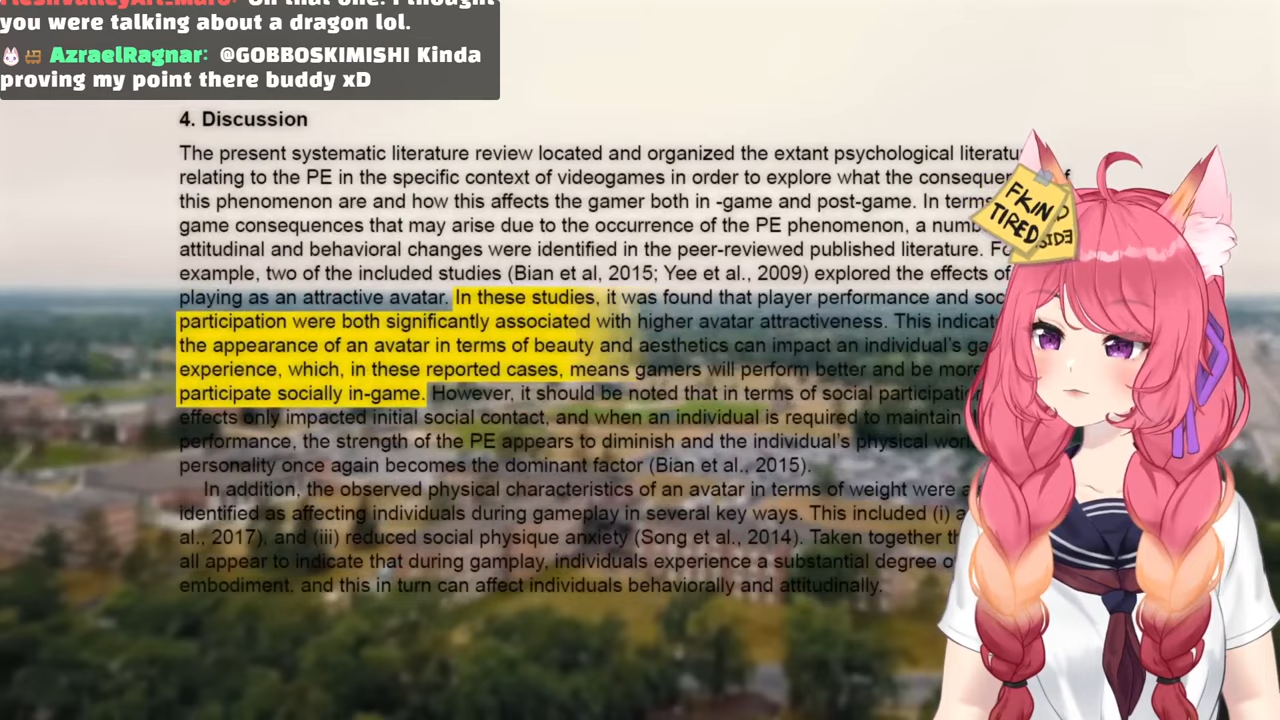 you were talking about a dragon lol.
AzraelRagnar: @GOBBOSKIMISHI Kinda
proving my point there buddy xD
4. Discussion
The present systematic literature review located and organized the extant psychological
relating to the PE in the specific context of videogames in order to explore what the
this phenomenon are and how this affects the gamer both in -game and post-game. In
game consequences that may arise due to the occurrence of the PE phenomenon, a
attitudinal and behavioral changes were identified in the peer-reviewed published literature.
example, two of the included studies (Bian et al, 2015; Yee et al., 2009) explored the effects of
playing as an attractive avatar. In these studies, it was found that player performance and
participation were both significantly associated with higher avatar attractiveness. This
the appearance of an avatar in terms of beauty and aesthetics can impact an individual's
experience, which, in these reported cases, means gamers will perform better and be more
participate socially in-game. However, it should be noted that in terms of social
effects only impacted initial social contact, and when an individual is required to maintain
performance, the strength of the PE appears to diminish and the individual's physical
personality once again becomes the dominant factor (Bian et al., 2015).
In addition, the observed physical characteristics of an avatar in terms of weight were
identified as affecting individuals during gameplay in several key ways. This included (i)
al., 2017), and (iii) reduced social physique anxiety (Song et al., 2014). Taken together
all appear to indicate that during gamplay, individuals experience a substantial degree
embodiment. and this in turn can affect individuals behaviorally and attitudinally.
FKIN
TIRED